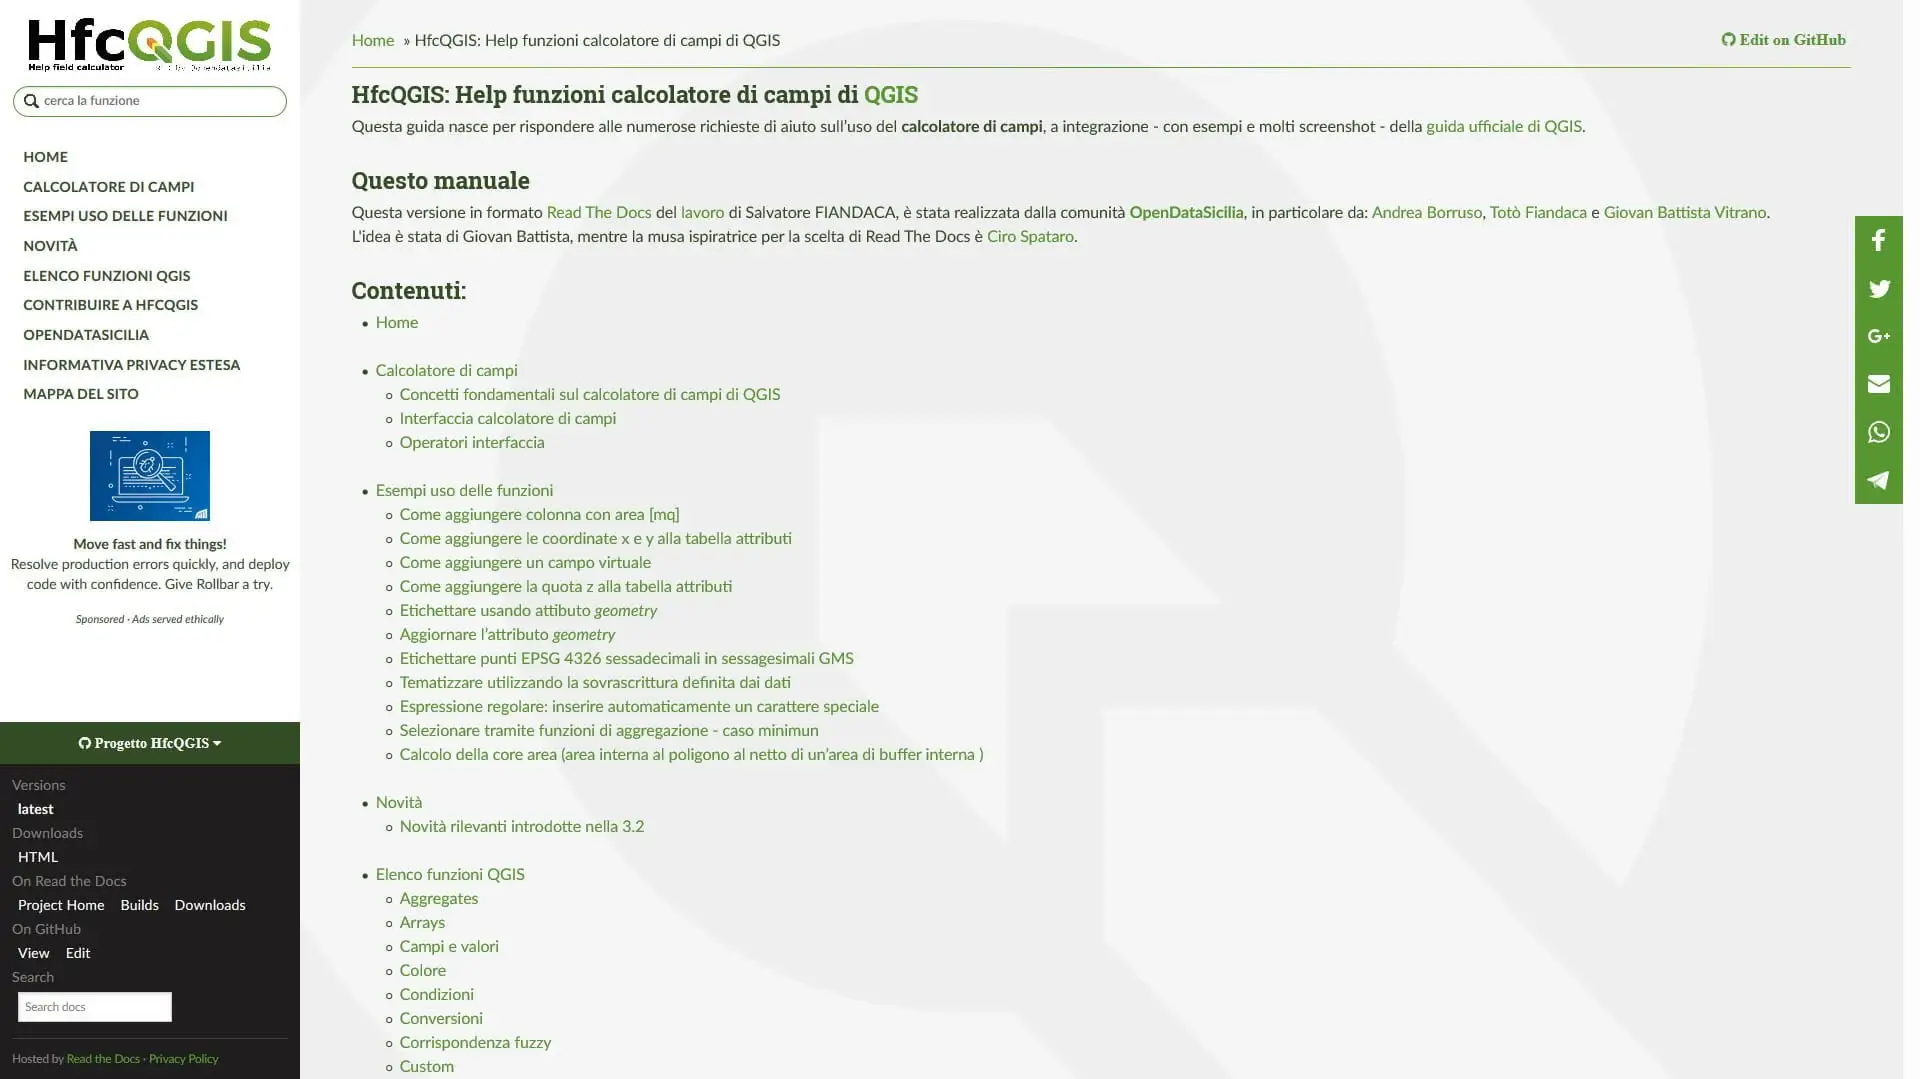 HfcQGIS
Help field calculator
cerca la funzione
HOME
CALCOLATORE DI CAMPI
ESEMPI USO DELLE FUNZIONI
NOVITÀ
ELENCO FUNZIONI QGIS
CONTRIBUIRE A HFCQGIS
OPENDATASICILIA
INFORMATIVA PRIVACY ESTESA
MAPPA DEL SITO
Move fast and fix things!
Resolve production errors quickly, and deploy
code with confidence. Give Rollbar a try.
Sponsored · Ads served ethically
Progetto HfcQGIS
Versions
latest
Downloads
HTML
On Read the Docs
Project Home Builds Downloads
On GitHub
View Edit
Search
Search docs
Hosted by Read the Docs · Privacy Policy
Home » HfcQGIS: Help funzioni calcolatore di campi di QGIS
Edit on GitHub
HfcQGIS: Help funzioni calcolatore di campi di QGIS
Questa guida nasce per rispondere alle numerose richieste di aiuto sull'uso del calcolatore di campi, a integrazione - con esempi e molti screenshot - della guida ufficiale di QGIS.
Questo manuale
Questa versione in formato Read The Docs del lavoro di Salvatore FIANDACA, è stata realizzata dalla comunità OpenDataSicilia, in particolare da: Andrea Borruso, Totò Fiandaca e Giovan Battista Vitrano.
L'idea è stata di Giovan Battista, mentre la musa ispiratrice per la scelta di Read The Docs è Ciro Spataro.
Contenuti:
Home
Calcolatore di campi
Concetti fondamentali sul calcolatore di campi di QGIS
Interfaccia calcolatore di campi
Operatori interfaccia
Esempi uso delle funzioni
Come aggiungere colonna con area [mq]
Come aggiungere le coordinate x e y alla tabella attributi
Come aggiungere un campo virtuale
Come aggiungere la quota z alla tabella attributi
Etichettare usando attibuto geometry
Aggiornare l'attributo geometry
Etichettare punti EPSG 4326 sessadecimali in sessagesimali GMS
Tematizzare utilizzando la sovrascrittura definita dai dati
Espressione regolare: inserire automaticamente un carattere speciale
Selezionare tramite funzioni di aggregazione - caso minimun
Calcolo della core area (area interna al poligono al netto di un'area di buffer interna )
Novità
Novità rilevanti introdotte nella 3.2
Elenco funzioni QGIS
Aggregates
Arrays
Campi e valori
Colore
Condizioni
Conversioni
Corrispondenza fuzzy
Custom